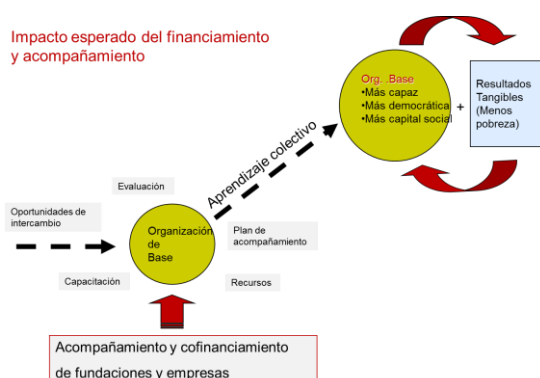 Impacto esperado del financiamiento
y acompañamiento
Org. .Base
•Más capaz
•Más democrática
•Más capital social
+
Resultados
Tangibles
(Menos
pobreza)
Aprendizaje colectivo
Evaluación
Oportunidades de
intercambio
Organización
de
Base
Plan de
acompañamiento
Capacitación
Recursos
Acompañamiento y cofinanciamiento
de fundaciones y empresas